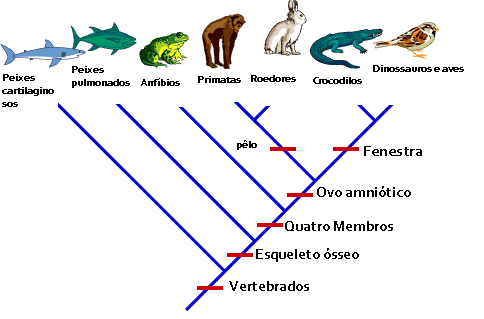 Peixes
cartilagino
sos
Peixes
pulmonados
Anfíbios
Primatas
Roedores
Crocodilos
Dinossauros e aves
pêlo
Fenestra
Ovo amniótico
Quatro Membros
Esqueleto ósseo
Vertebrados